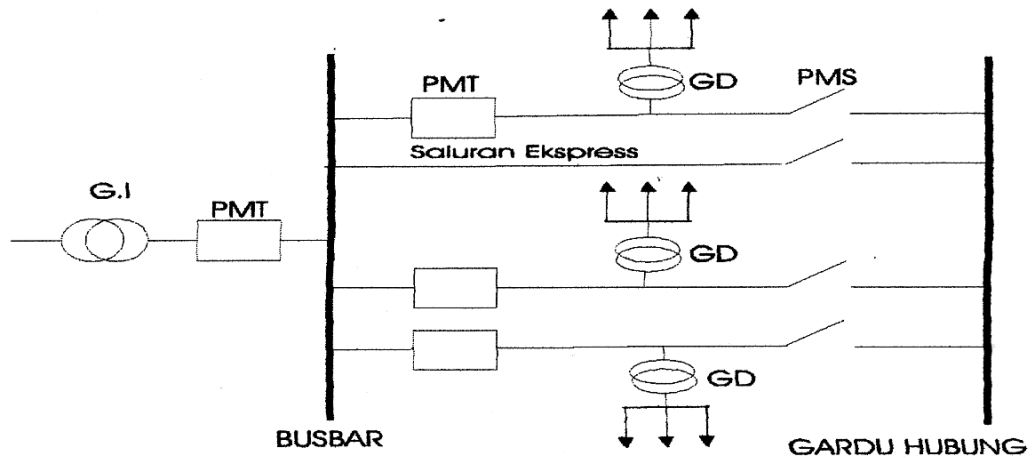 PMT
GD
PMS
Saluran Ekspress
G.I
PMT
GD
GD
BUSBAR
GARDU HUBUNG